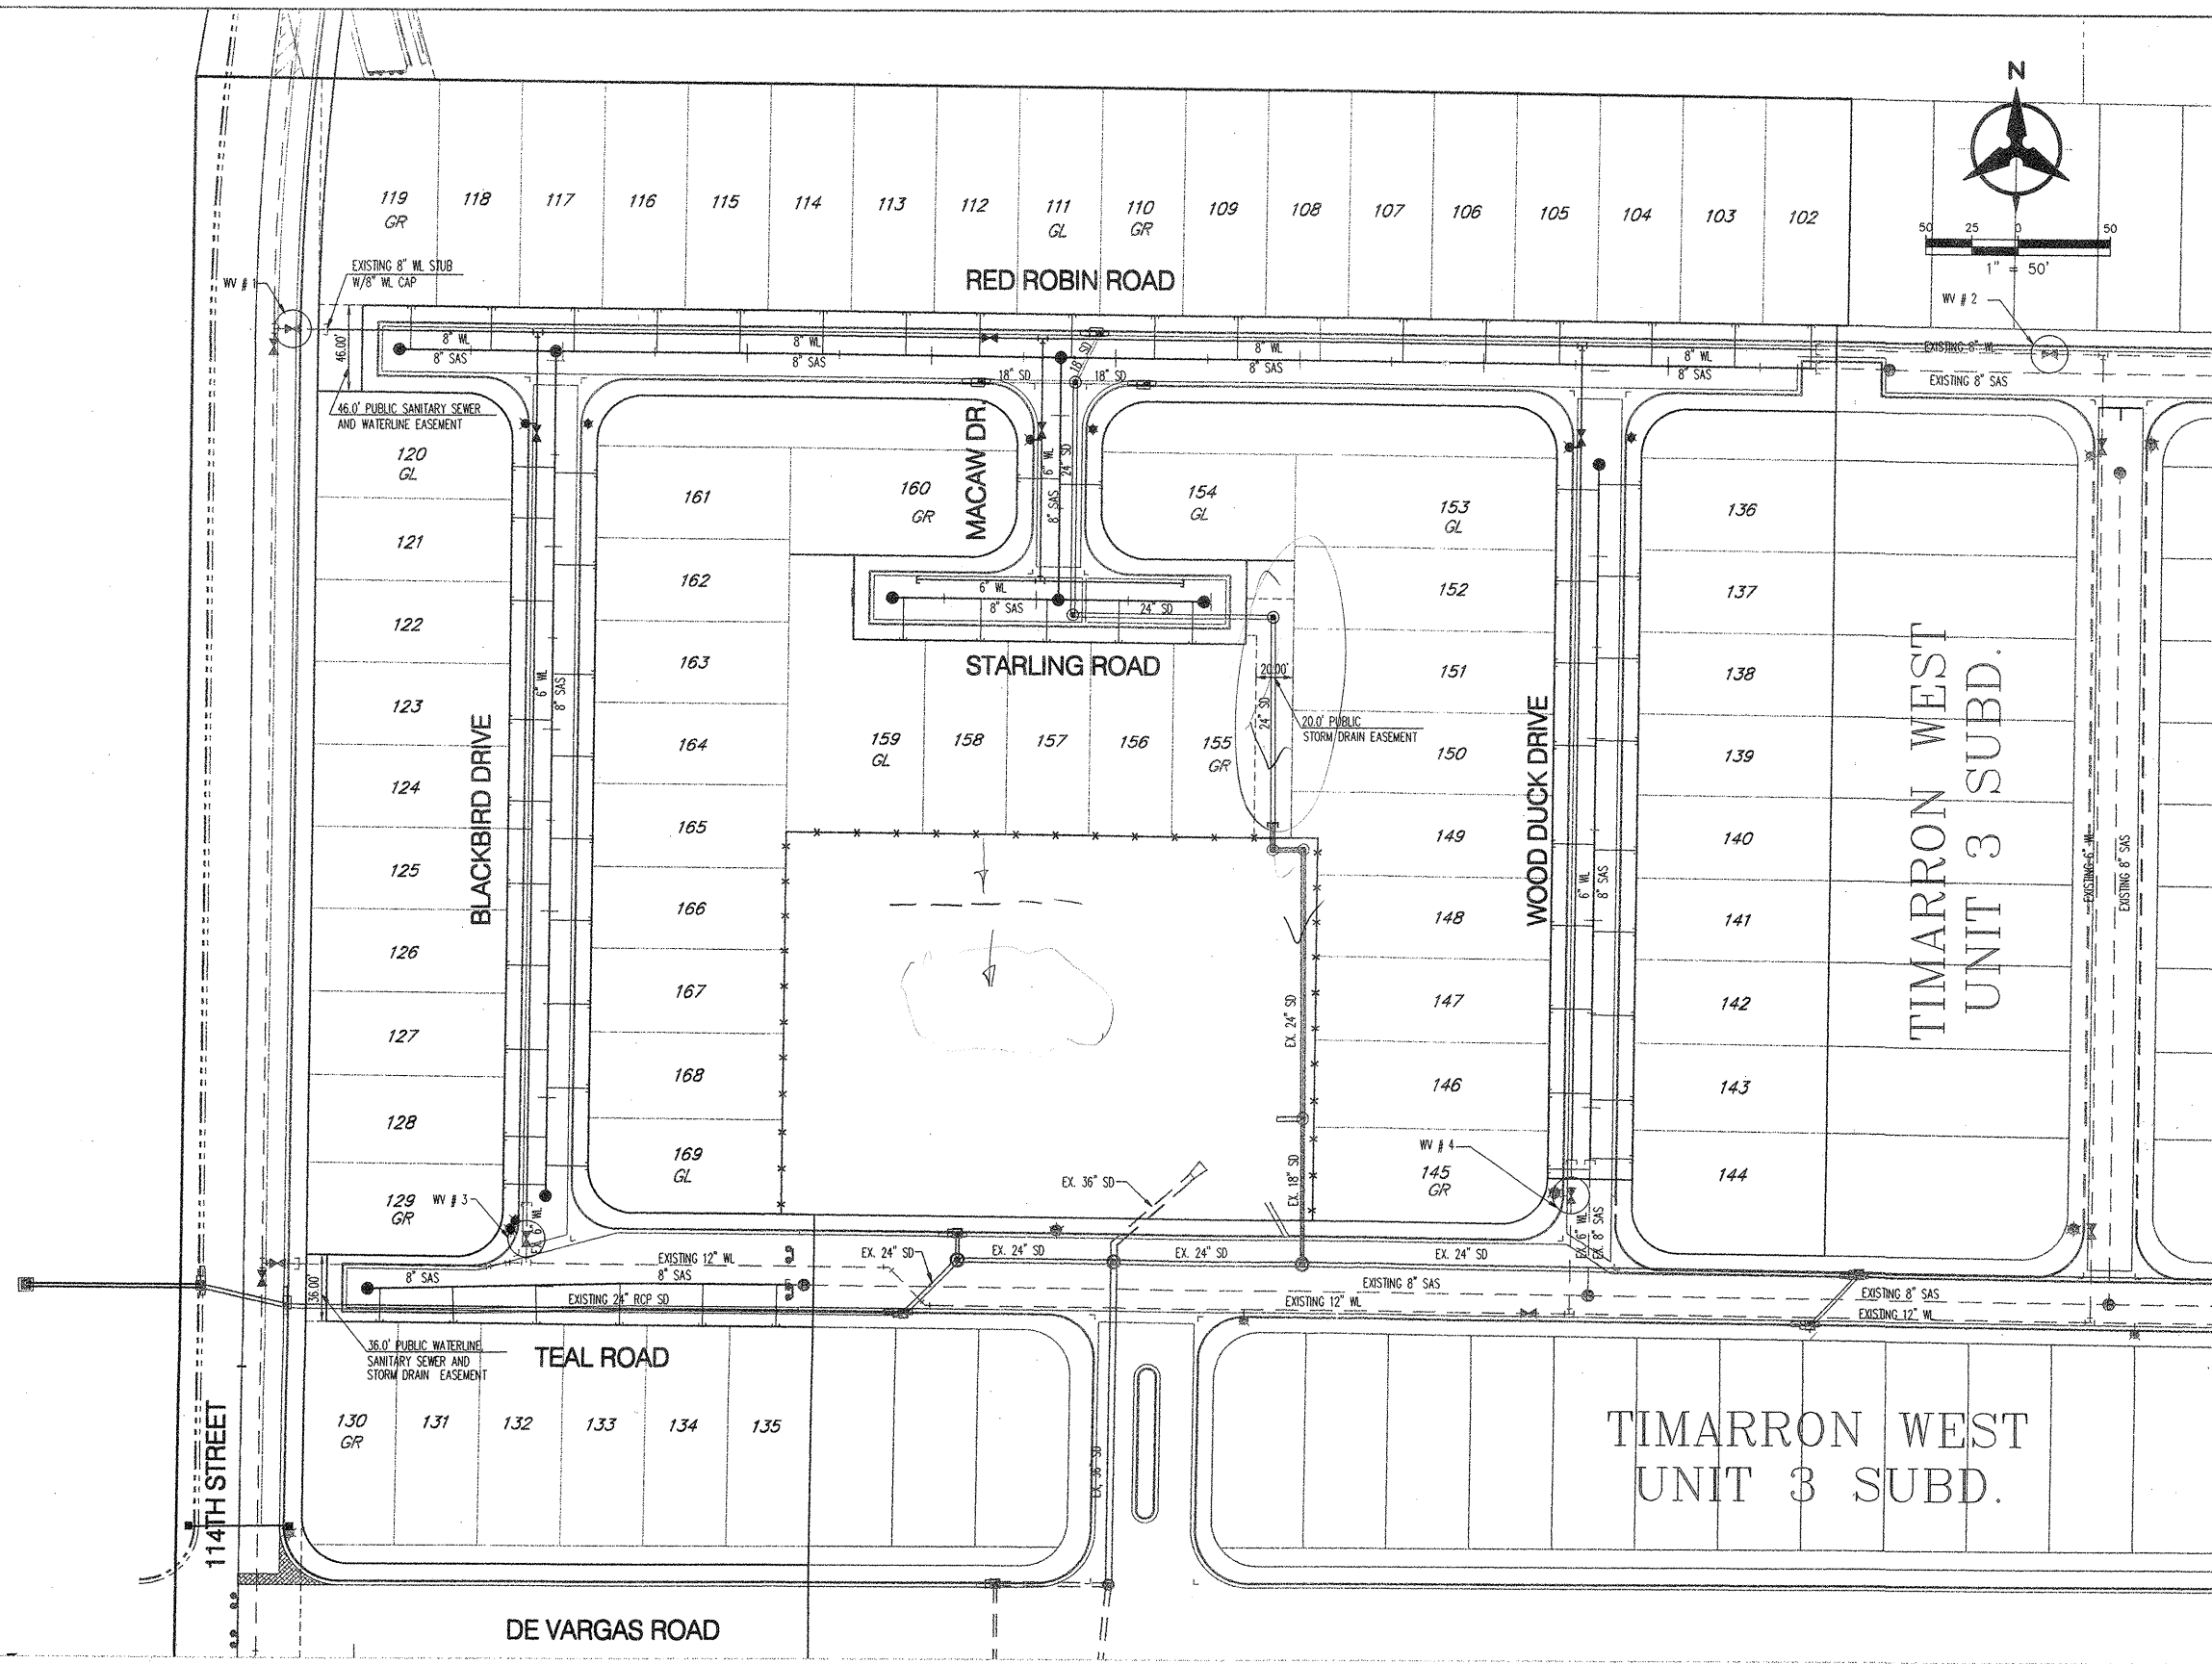 N
50 25 0 50
1" = 50'
119 118 117 116 115 114 113 112 111 110 109 108 107 106 105 104 103 102
GR GL GR
EXISTING 8" WL STUB
W/8" WL CAP
WV # 1
RED ROBIN ROAD
WV # 2
46.00'
8" WL 8" WL 8" WL 8" WL
8" SAS 8" SAS 8" SAS 8" SAS
EXISTING 8" WL
EXISTING 8" SAS
18" SD
18" SD 18" SD
46.0' PUBLIC SANITARY SEWER
AND WATERLINE EASEMENT
MACAW DR.
6" WL
24" SD
8" SAS
120
GL
121
122
123
124
125
126
127
128
129
GR
BLACKBIRD DRIVE
6" WL
8" SAS
161
162
163
164
165
166
167
168
169
GL
160
GR
154
GL
6" WL
8" SAS
24" SD
STARLING ROAD
159 158 157 156 155
GL GR
20.00'
24" SD
20.0' PUBLIC
STORM DRAIN EASEMENT
153
GL
152
151
150
149
148
147
146
145
GR
WOOD DUCK DRIVE
6" WL
8" SAS
136
137
138
139
140
141
142
143
144
TIMARRON WEST
UNIT 3 SUBD.
EXISTING 6" WL
EXISTING 8" SAS
EX. 24" SD
EX. 18" SD
EX. 36" SD
WV # 4
WV # 3
EX. 6" WL
EX. 6" WL
EX. 8" SAS
EXISTING 12" WL
8" SAS
8" SAS
EXISTING 24" RCP SD
EX. 24" SD
EX. 24" SD
EX. 24" SD
EX. 24" SD
EXISTING 8" SAS
EXISTING 12" WL
EXISTING 8" SAS
EXISTING 12" WL
36.00'
36.0' PUBLIC WATERLINE,
SANITARY SEWER AND
STORM DRAIN EASEMENT
TEAL ROAD
130 131 132 133 134 135
GR
EX. 36" SD
TIMARRON WEST
UNIT 3 SUBD.
114TH STREET
DE VARGAS ROAD